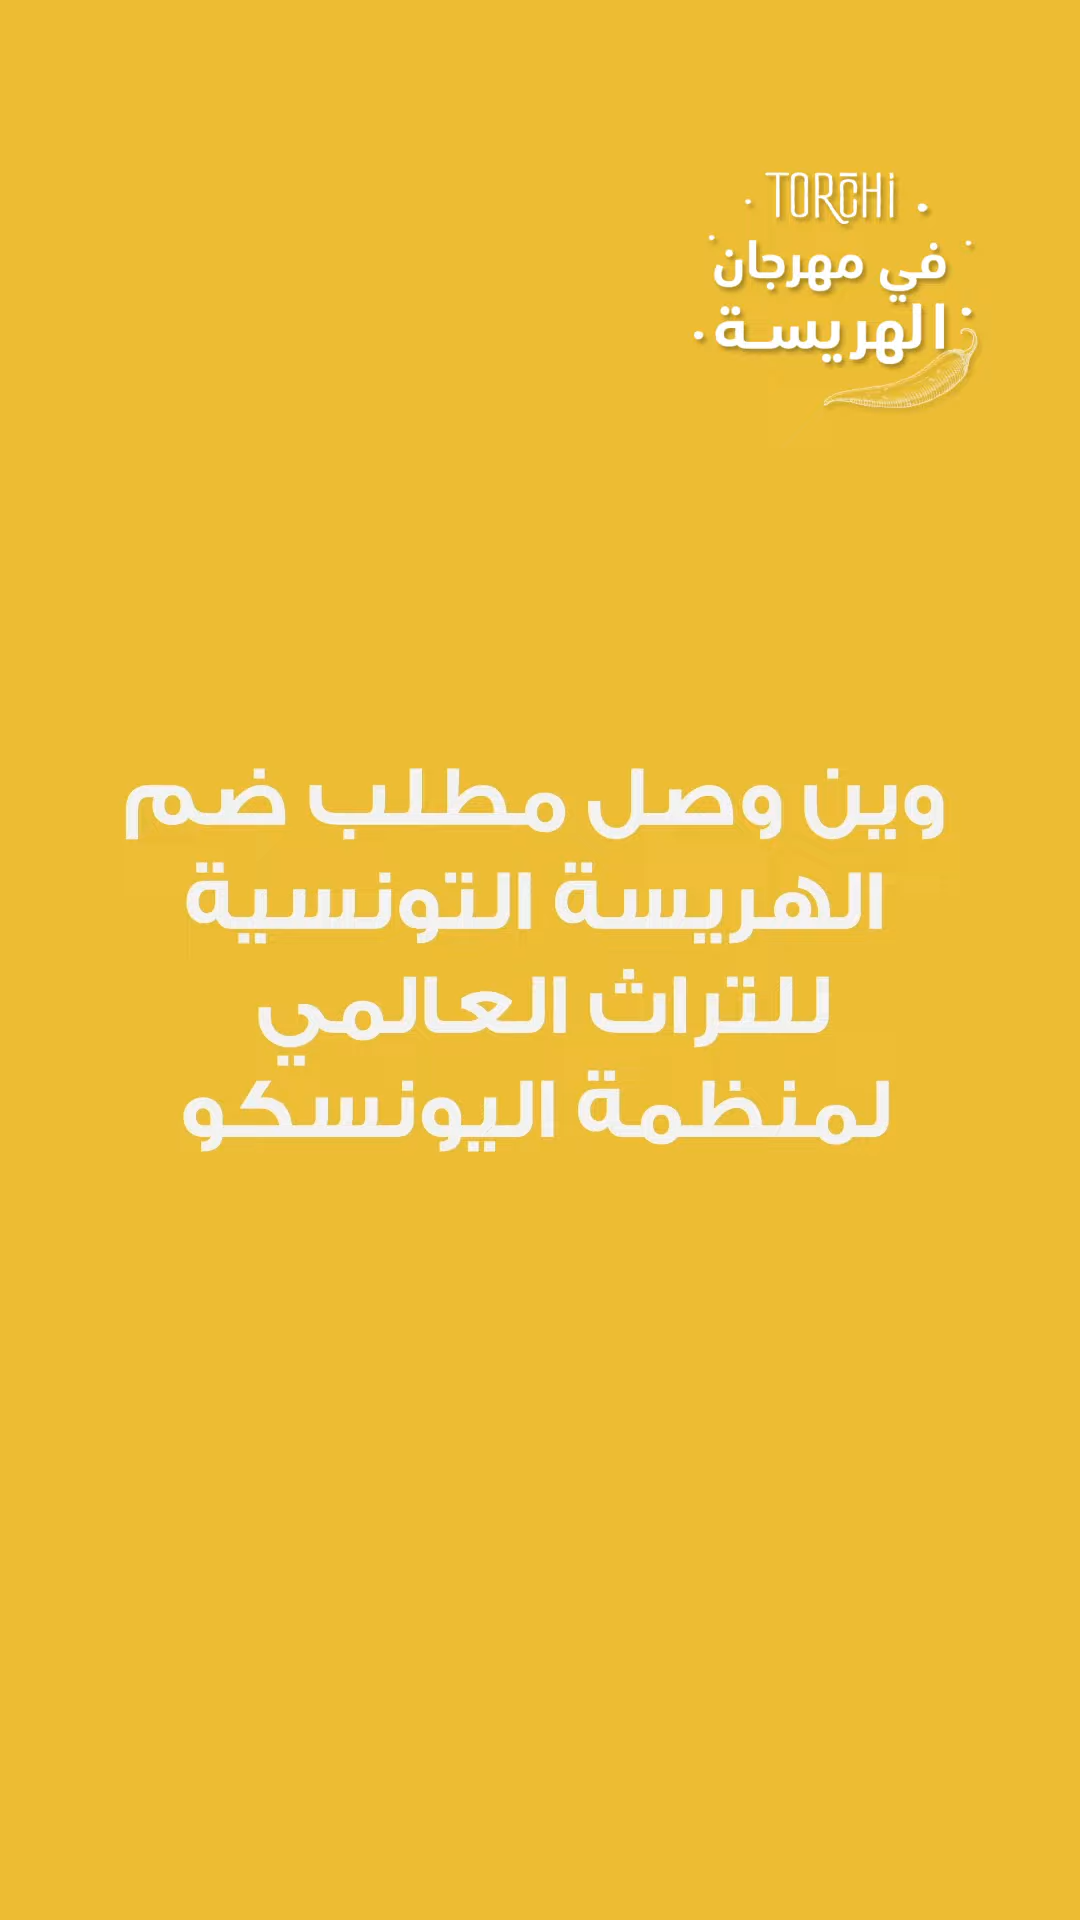 TORCHi
في مهرجان
الهريسة
وين وصل مطلب ضم
الهريسة التونسية
للتراث العالمي
لمنظمة اليونسكو